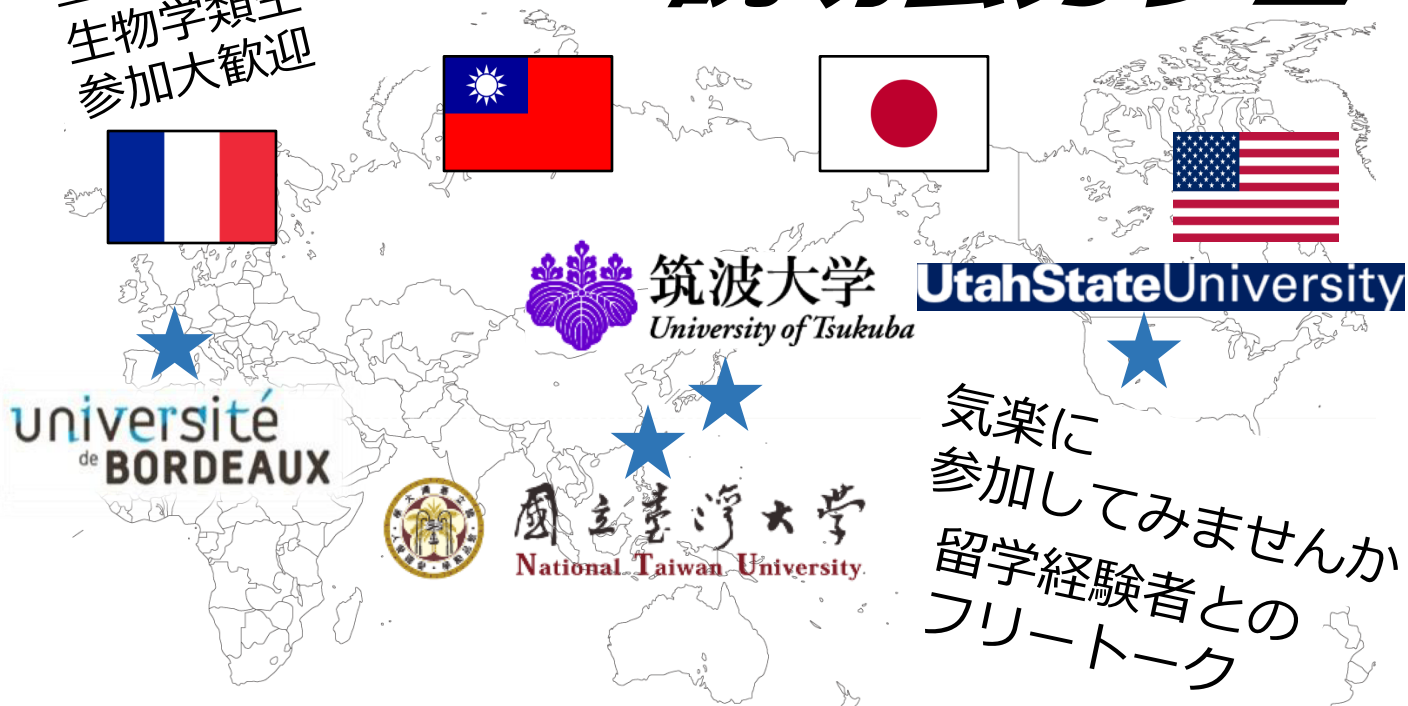 生物学類生
参加大歓迎
筑波大学
University of Tsukuba
UtahStateUniversity
université
de BORDEAUX
國立臺灣大學
National Taiwan University
気楽に
参加してみませんか
留学経験者との
フリートーク